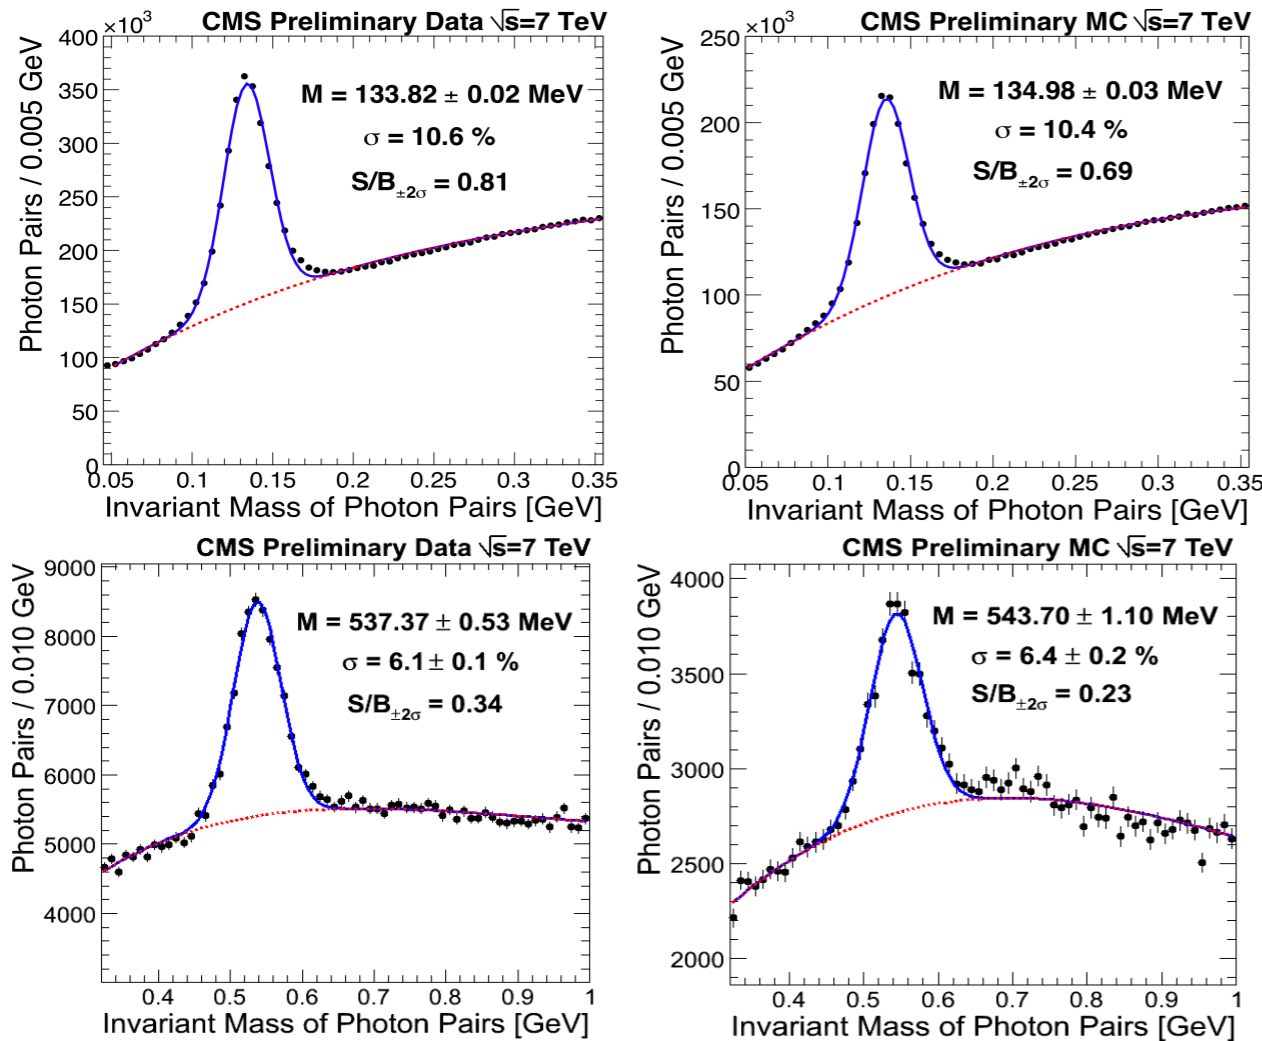 CMS Preliminary Data √s=7 TeV
×10³
Photon Pairs / 0.005 GeV
400
350
300
250
200
150
100
50
0
M = 133.82 ± 0.02 MeV
σ = 10.6 %
S/B±2σ = 0.81
0.05 0.1 0.15 0.2 0.25 0.3 0.35
Invariant Mass of Photon Pairs [GeV]
CMS Preliminary MC √s=7 TeV
×10³
Photon Pairs / 0.005 GeV
250
200
150
100
50
0
M = 134.98 ± 0.03 MeV
σ = 10.4 %
S/B±2σ = 0.69
0.05 0.1 0.15 0.2 0.25 0.3 0.35
Invariant Mass of Photon Pairs [GeV]
CMS Preliminary Data √s=7 TeV
Photon Pairs / 0.010 GeV
9000
8000
7000
6000
5000
4000
M = 537.37 ± 0.53 MeV
σ = 6.1 ± 0.1 %
S/B±2σ = 0.34
0.4 0.5 0.6 0.7 0.8 0.9 1
Invariant Mass of Photon Pairs [GeV]
CMS Preliminary MC √s=7 TeV
Photon Pairs / 0.010 GeV
4000
3500
3000
2500
2000
M = 543.70 ± 1.10 MeV
σ = 6.4 ± 0.2 %
S/B±2σ = 0.23
0.4 0.5 0.6 0.7 0.8 0.9 1
Invariant Mass of Photon Pairs [GeV]